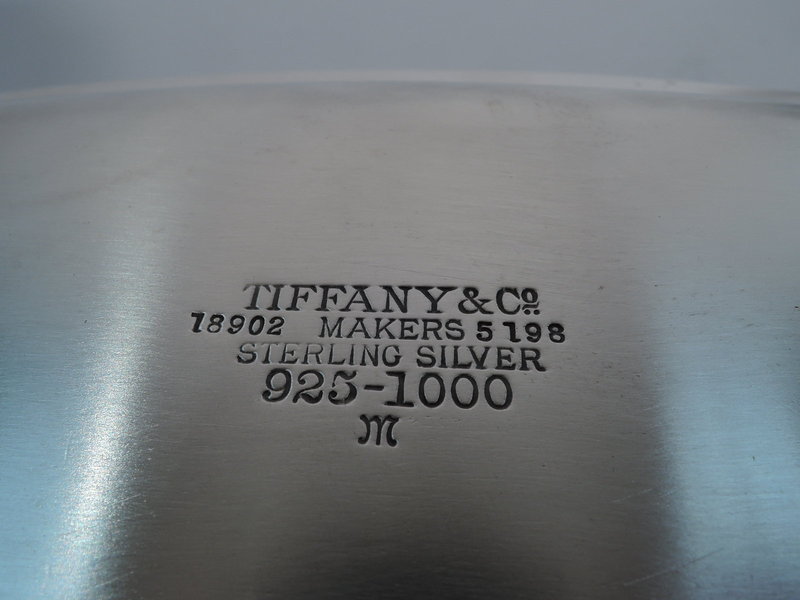 TIFFANY & Co.
18902 MAKERS 5198
STERLING SILVER
925-1000
M